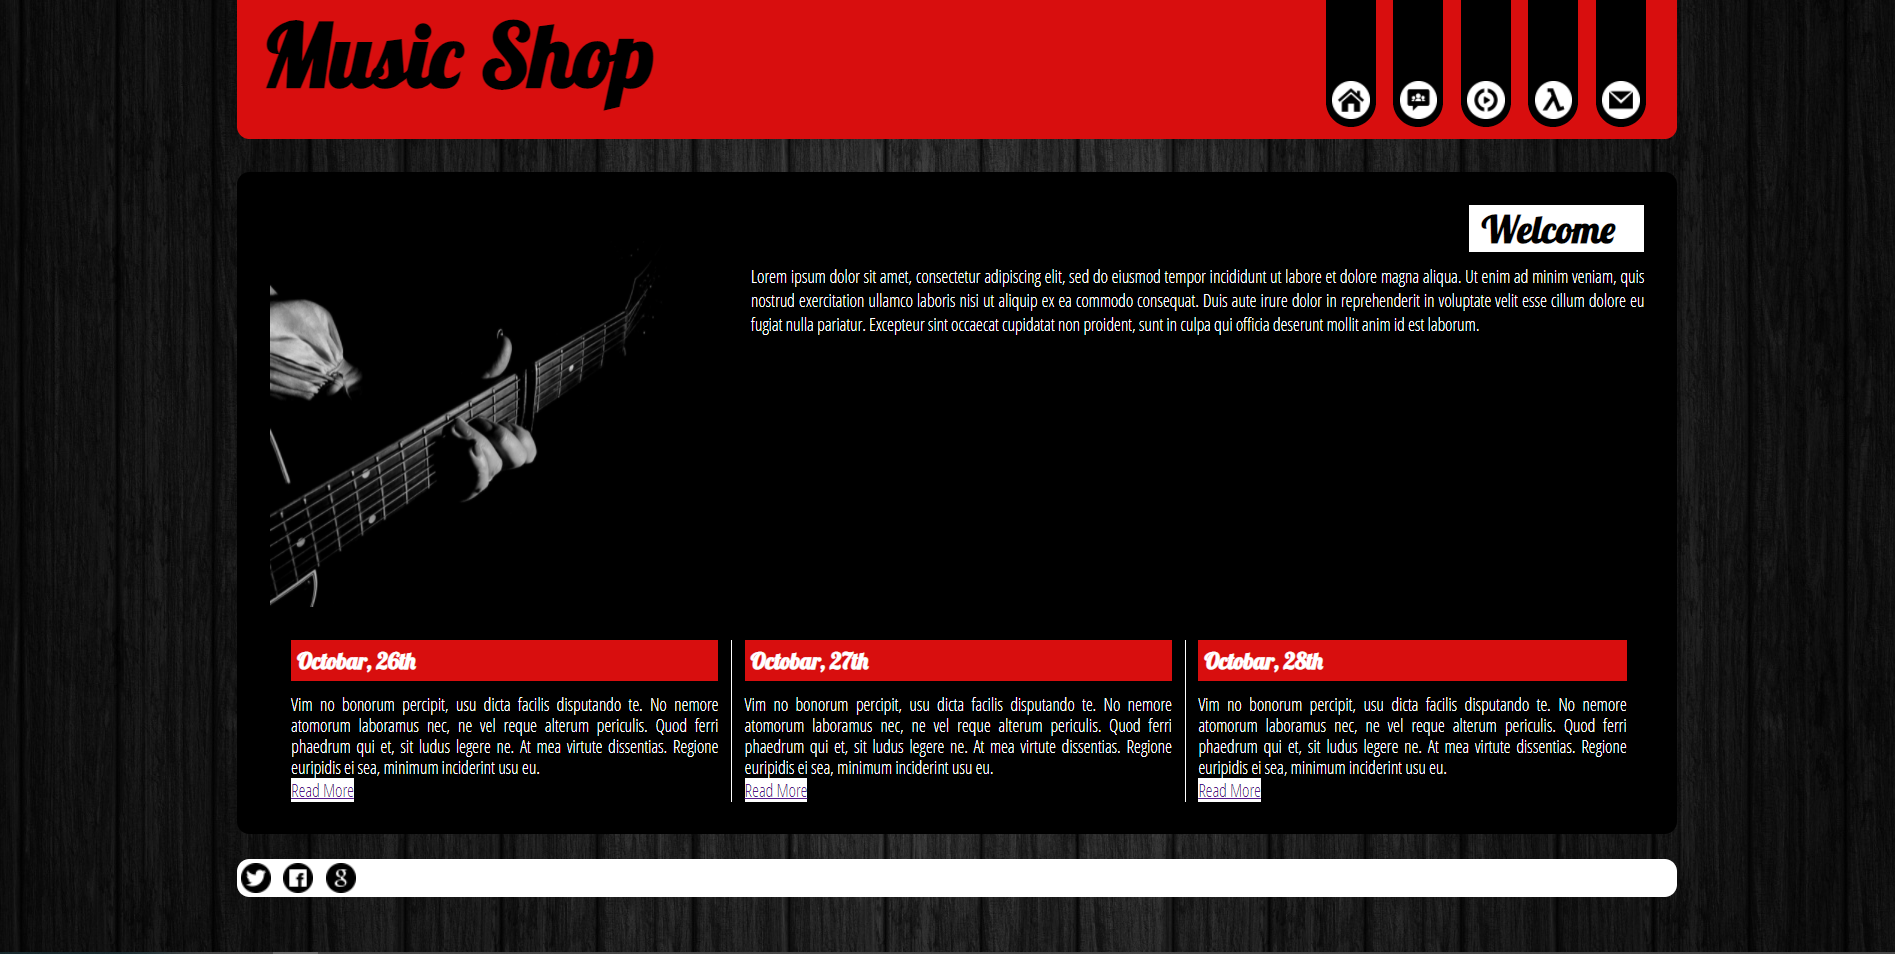 Music Shop
Welcome
Lorem ipsum dolor sit amet, consectetur adipiscing elit, sed do eiusmod tempor incididunt ut labore et dolore magna aliqua. Ut enim ad minim veniam, quis
nostrud exercitation ullamco laboris nisi ut aliquip ex ea commodo consequat. Duis aute irure dolor in reprehenderit in voluptate velit esse cillum dolore eu
fugiat nulla pariatur. Excepteur sint occaecat cupidatat non proident, sunt in culpa qui officia deserunt mollit anim id est laborum.
Octobar, 26th
Vim no bonorum percipit, usu dicta facilis disputando te. No nemore
atomorum laboramus nec, ne vel reque alterum periculis. Quod ferri
phaedrum qui et, sit ludus legere ne. At mea virtute dissentias. Regione
euripidis ei sea, minimum inciderint usu eu.
Read More
Octobar, 27th
Vim no bonorum percipit, usu dicta facilis disputando te. No nemore
atomorum laboramus nec, ne vel reque alterum periculis. Quod ferri
phaedrum qui et, sit ludus legere ne. At mea virtute dissentias. Regione
euripidis ei sea, minimum inciderint usu eu.
Read More
Octobar, 28th
Vim no bonorum percipit, usu dicta facilis disputando te. No nemore
atomorum laboramus nec, ne vel reque alterum periculis. Quod ferri
phaedrum qui et, sit ludus legere ne. At mea virtute dissentias. Regione
euripidis ei sea, minimum inciderint usu eu.
Read More